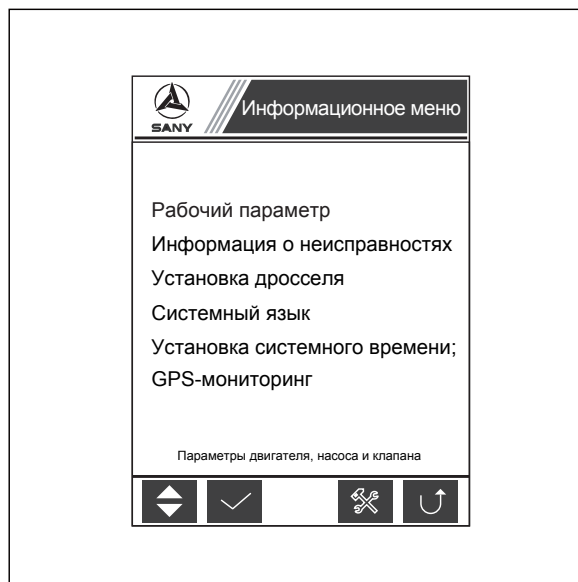 SANY
Информационное меню
Рабочий параметр
Информация о неисправностях
Установка дросселя
Системный язык
Установка системного времени;
GPS-мониторинг
Параметры двигателя, насоса и клапана